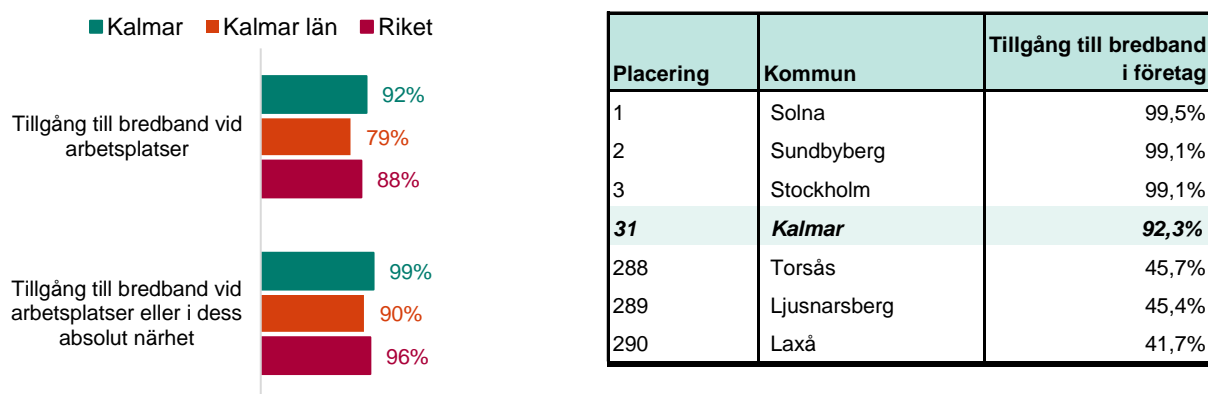 Kalmar Kalmar län Riket
Tillgång till bredband vid
arbetsplatser
92%
79%
88%
Tillgång till bredband vid
arbetsplatser eller i dess
absolut närhet
99%
90%
96%
Placering Kommun Tillgång till bredband
i företag
1 Solna 99,5%
2 Sundbyberg 99,1%
3 Stockholm 99,1%
31 Kalmar 92,3%
288 Torsås 45,7%
289 Ljusnarsberg 45,4%
290 Laxå 41,7%